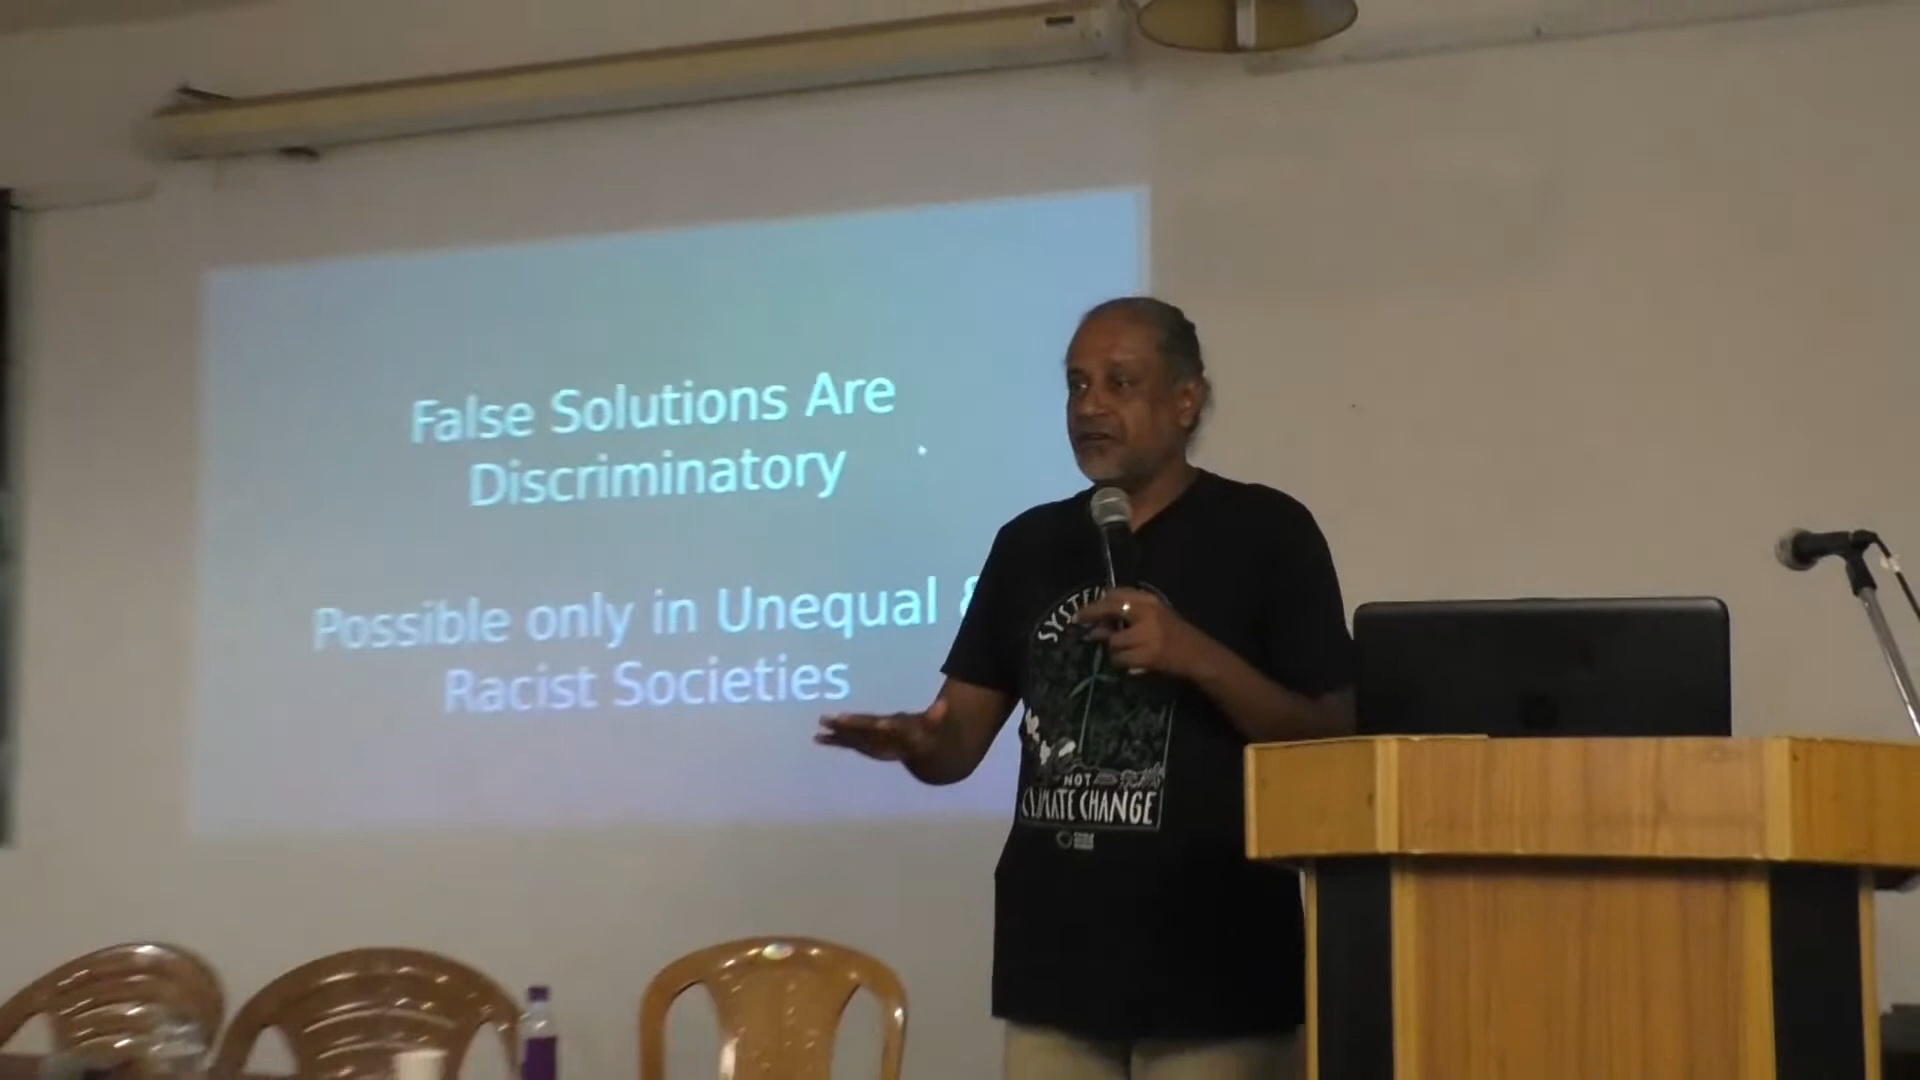 False Solutions Are
Discriminatory
Possible only in Unequal &
Racist Societies
NOT
CLIMATE CHANGE